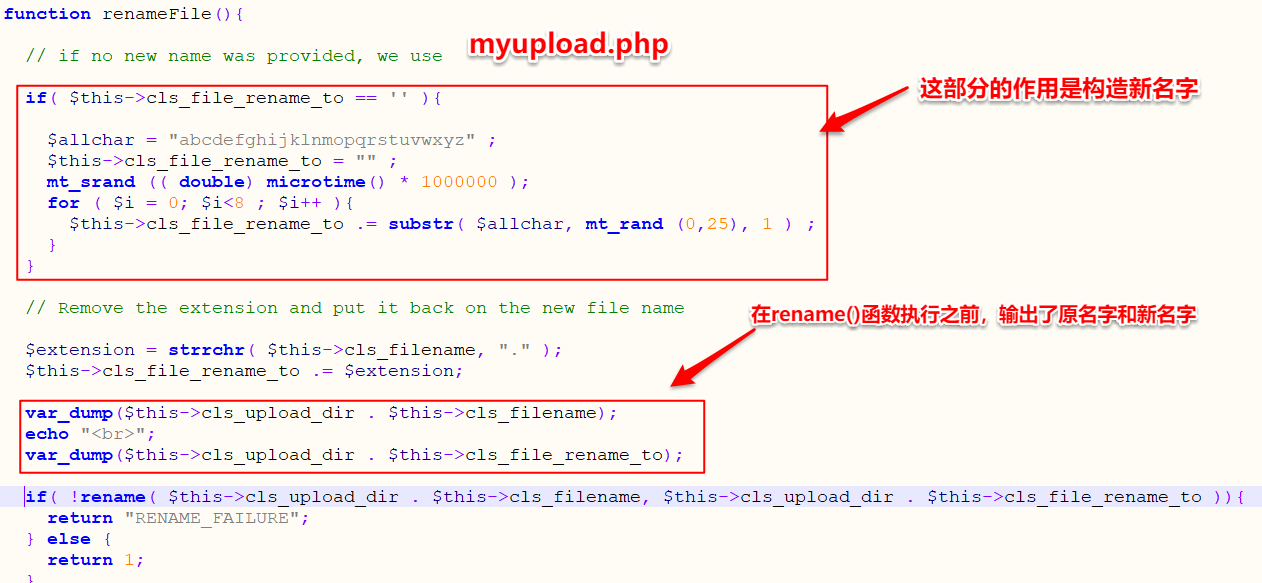 function renameFile(){
// if no new name was provided, we use
myupload.php
if( $this->cls_file_rename_to == '' ){
这部分的作用是构造新名字
$allchar = "abcdefghijklnmopqrstuvwxyz" ;
$this->cls_file_rename_to = "" ;
mt_srand (( double) microtime() * 1000000 );
for ( $i = 0; $i<8 ; $i++ ){
$this->cls_file_rename_to .= substr( $allchar, mt_rand (0,25), 1 ) ;
}
}
// Remove the extension and put it back on the new file name
在rename()函数执行之前，输出了原名字和新名字
$extension = strrchr( $this->cls_filename, "." );
$this->cls_file_rename_to .= $extension;
var_dump($this->cls_upload_dir . $this->cls_filename);
echo "<br>";
var_dump($this->cls_upload_dir . $this->cls_file_rename_to);
if( !rename( $this->cls_upload_dir . $this->cls_filename, $this->cls_upload_dir . $this->cls_file_rename_to )){
return "RENAME_FAILURE";
} else {
return 1;
}